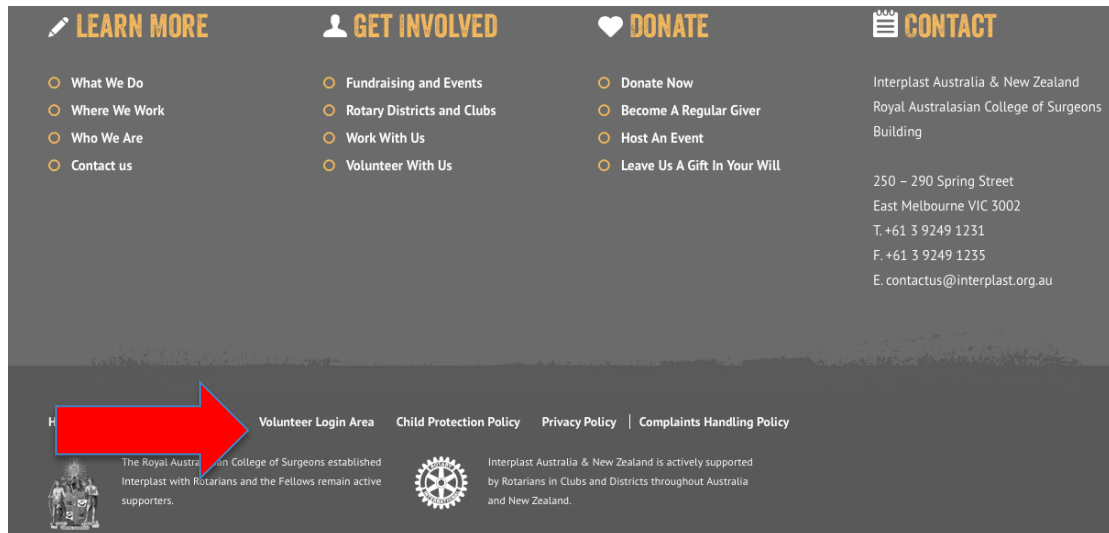 LEARN MORE
What We Do
Where We Work
Who We Are
Contact us
GET INVOLVED
Fundraising and Events
Rotary Districts and Clubs
Work With Us
Volunteer With Us
DONATE
Donate Now
Become A Regular Giver
Host An Event
Leave Us A Gift In Your Will
CONTACT
Interplast Australia & New Zealand
Royal Australasian College of Surgeons
Building
250 – 290 Spring Street
East Melbourne VIC 3002
T. +61 3 9249 1231
F. +61 3 9249 1235
E. contactus@interplast.org.au
Volunteer Login Area Child Protection Policy Privacy Policy | Complaints Handling Policy
The Royal College of Surgeons established
Interplast with Rotarians and the Fellows remain active
supporters.
Interplast Australia & New Zealand is actively supported
by Rotarians in Clubs and Districts throughout Australia
and New Zealand.